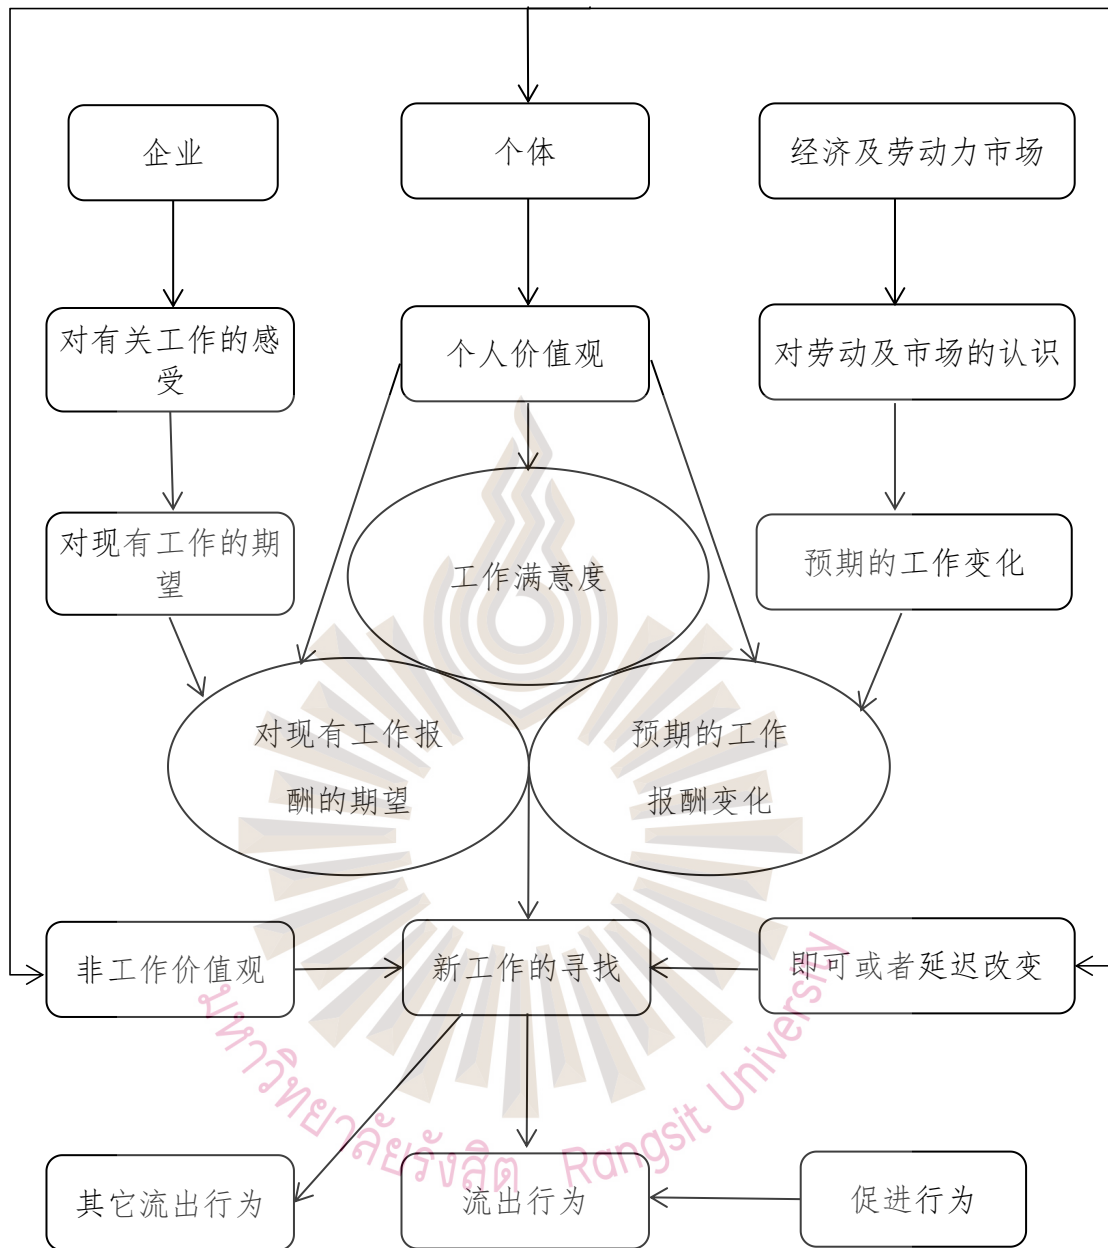 企业
个体
经济及劳动力市场
对有关工作的感
受
个人价值观
对劳动及市场的认识
对现有工作的期
望
工作满意度
预期的工作变化
对现有工作报
酬的期望
预期的工作
报酬变化
非工作价值观
新工作的寻找
即可或者延迟改变
มหาวิทยาลัยรังสิต Rangsit University
其它流出行为
流出行为
促进行为